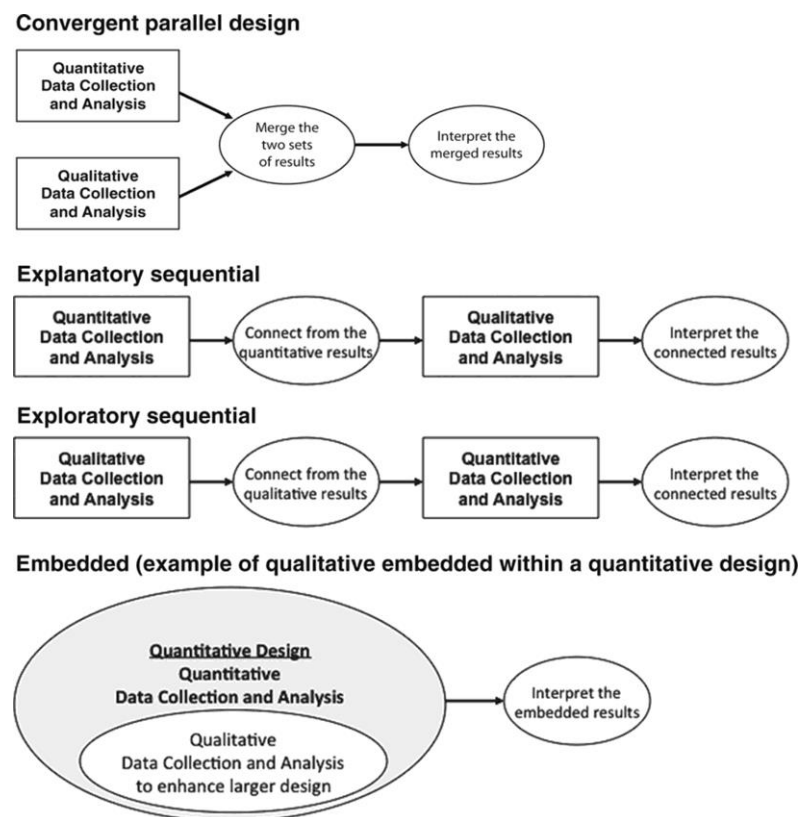 Convergent parallel design
Quantitative
Data Collection
and Analysis
Merge the
two sets
of results
Interpret the
merged results
Qualitative
Data Collection
and Analysis
Explanatory sequential
Quantitative
Data Collection
and Analysis
Connect from the
quantitative results
Qualitative
Data Collection
and Analysis
Interpret the
connected results
Exploratory sequential
Qualitative
Data Collection
and Analysis
Connect from the
qualitative results
Quantitative
Data Collection
and Analysis
Interpret the
connected results
Embedded (example of qualitative embedded within a quantitative design)
Quantitative Design
Quantitative
Data Collection and Analysis
Qualitative
Data Collection and Analysis
to enhance larger design
Interpret the
embedded results